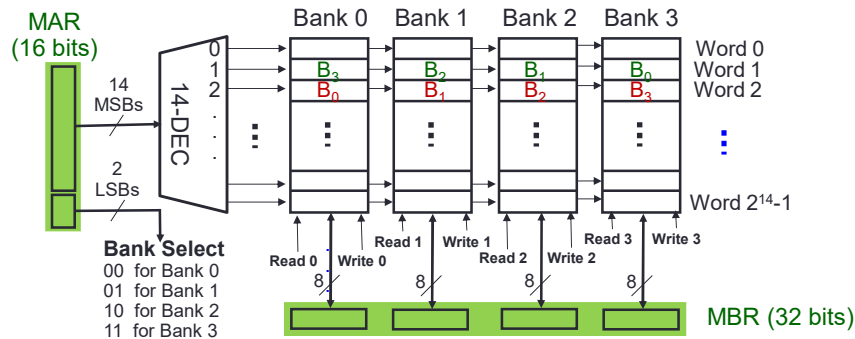 MAR
(16 bits)
Bank 0
Bank 1
Bank 2
Bank 3
14
MSBs
2
LSBs
14-DEC
0
1
2
.
.
.
...
B₃
B₂
B₁
B₀
B₀
B₁
B₂
B₃
...
...
...
...
Word 0
Word 1
Word 2
...
Word 2¹⁴-1
Bank Select
00 for Bank 0
01 for Bank 1
10 for Bank 2
11 for Bank 3
Read 0
Write 0
Read 1
Write 1
Read 2
Write 2
Read 3
Write 3
8
8
8
8
MBR (32 bits)